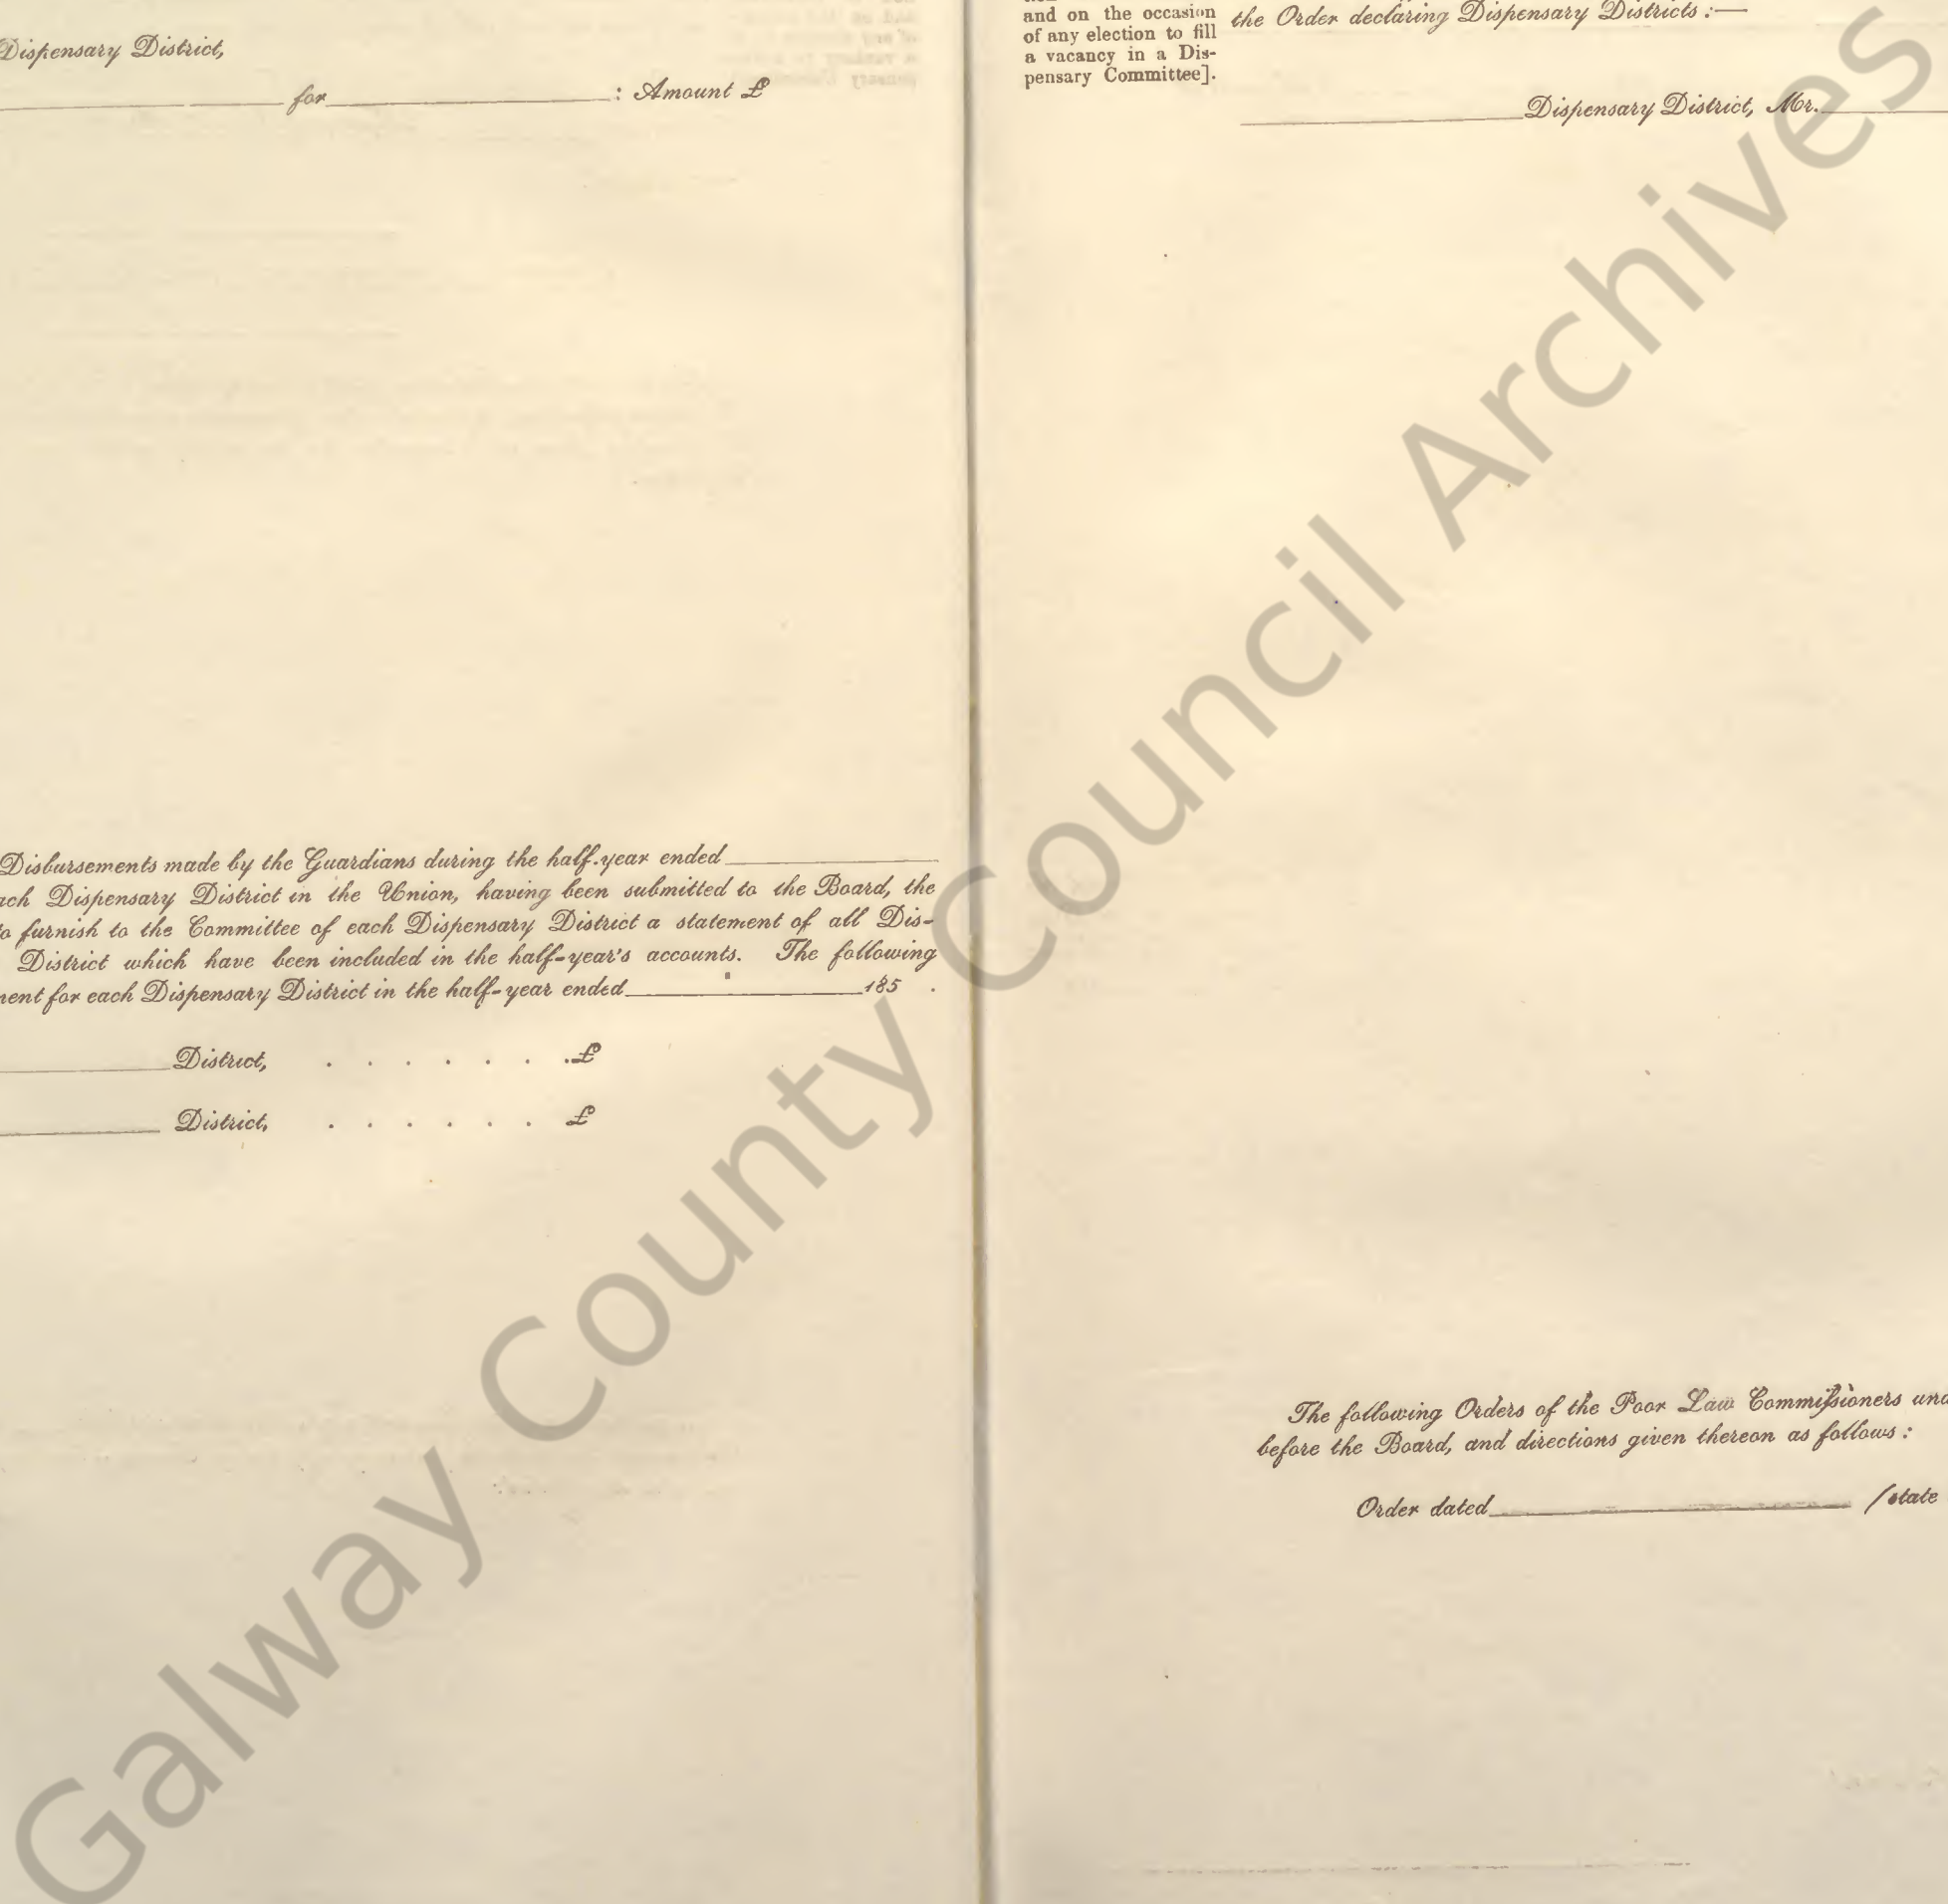 Dispensary District,
for : Amount £
Disbursements made by the Guardians during the half-year ended
Dispensary District in the Union, having been submitted to the Board, the
furnish to the Committee of each Dispensary District a statement of all Dis-
District which have been included in the half-year's accounts. The following
for each Dispensary District in the half-year ended 185 .
District, . . . . . . . £
District, . . . . . . £
and on the occasion
of any election to fill
a vacancy in a Dis-
pensary Committee].
the Order declaring Dispensary Districts :—
Dispensary District, Mr.
The following Orders of the Poor Law Commissioners
before the Board, and directions given thereon as follows :
Order dated (state
Galway County Council Archives